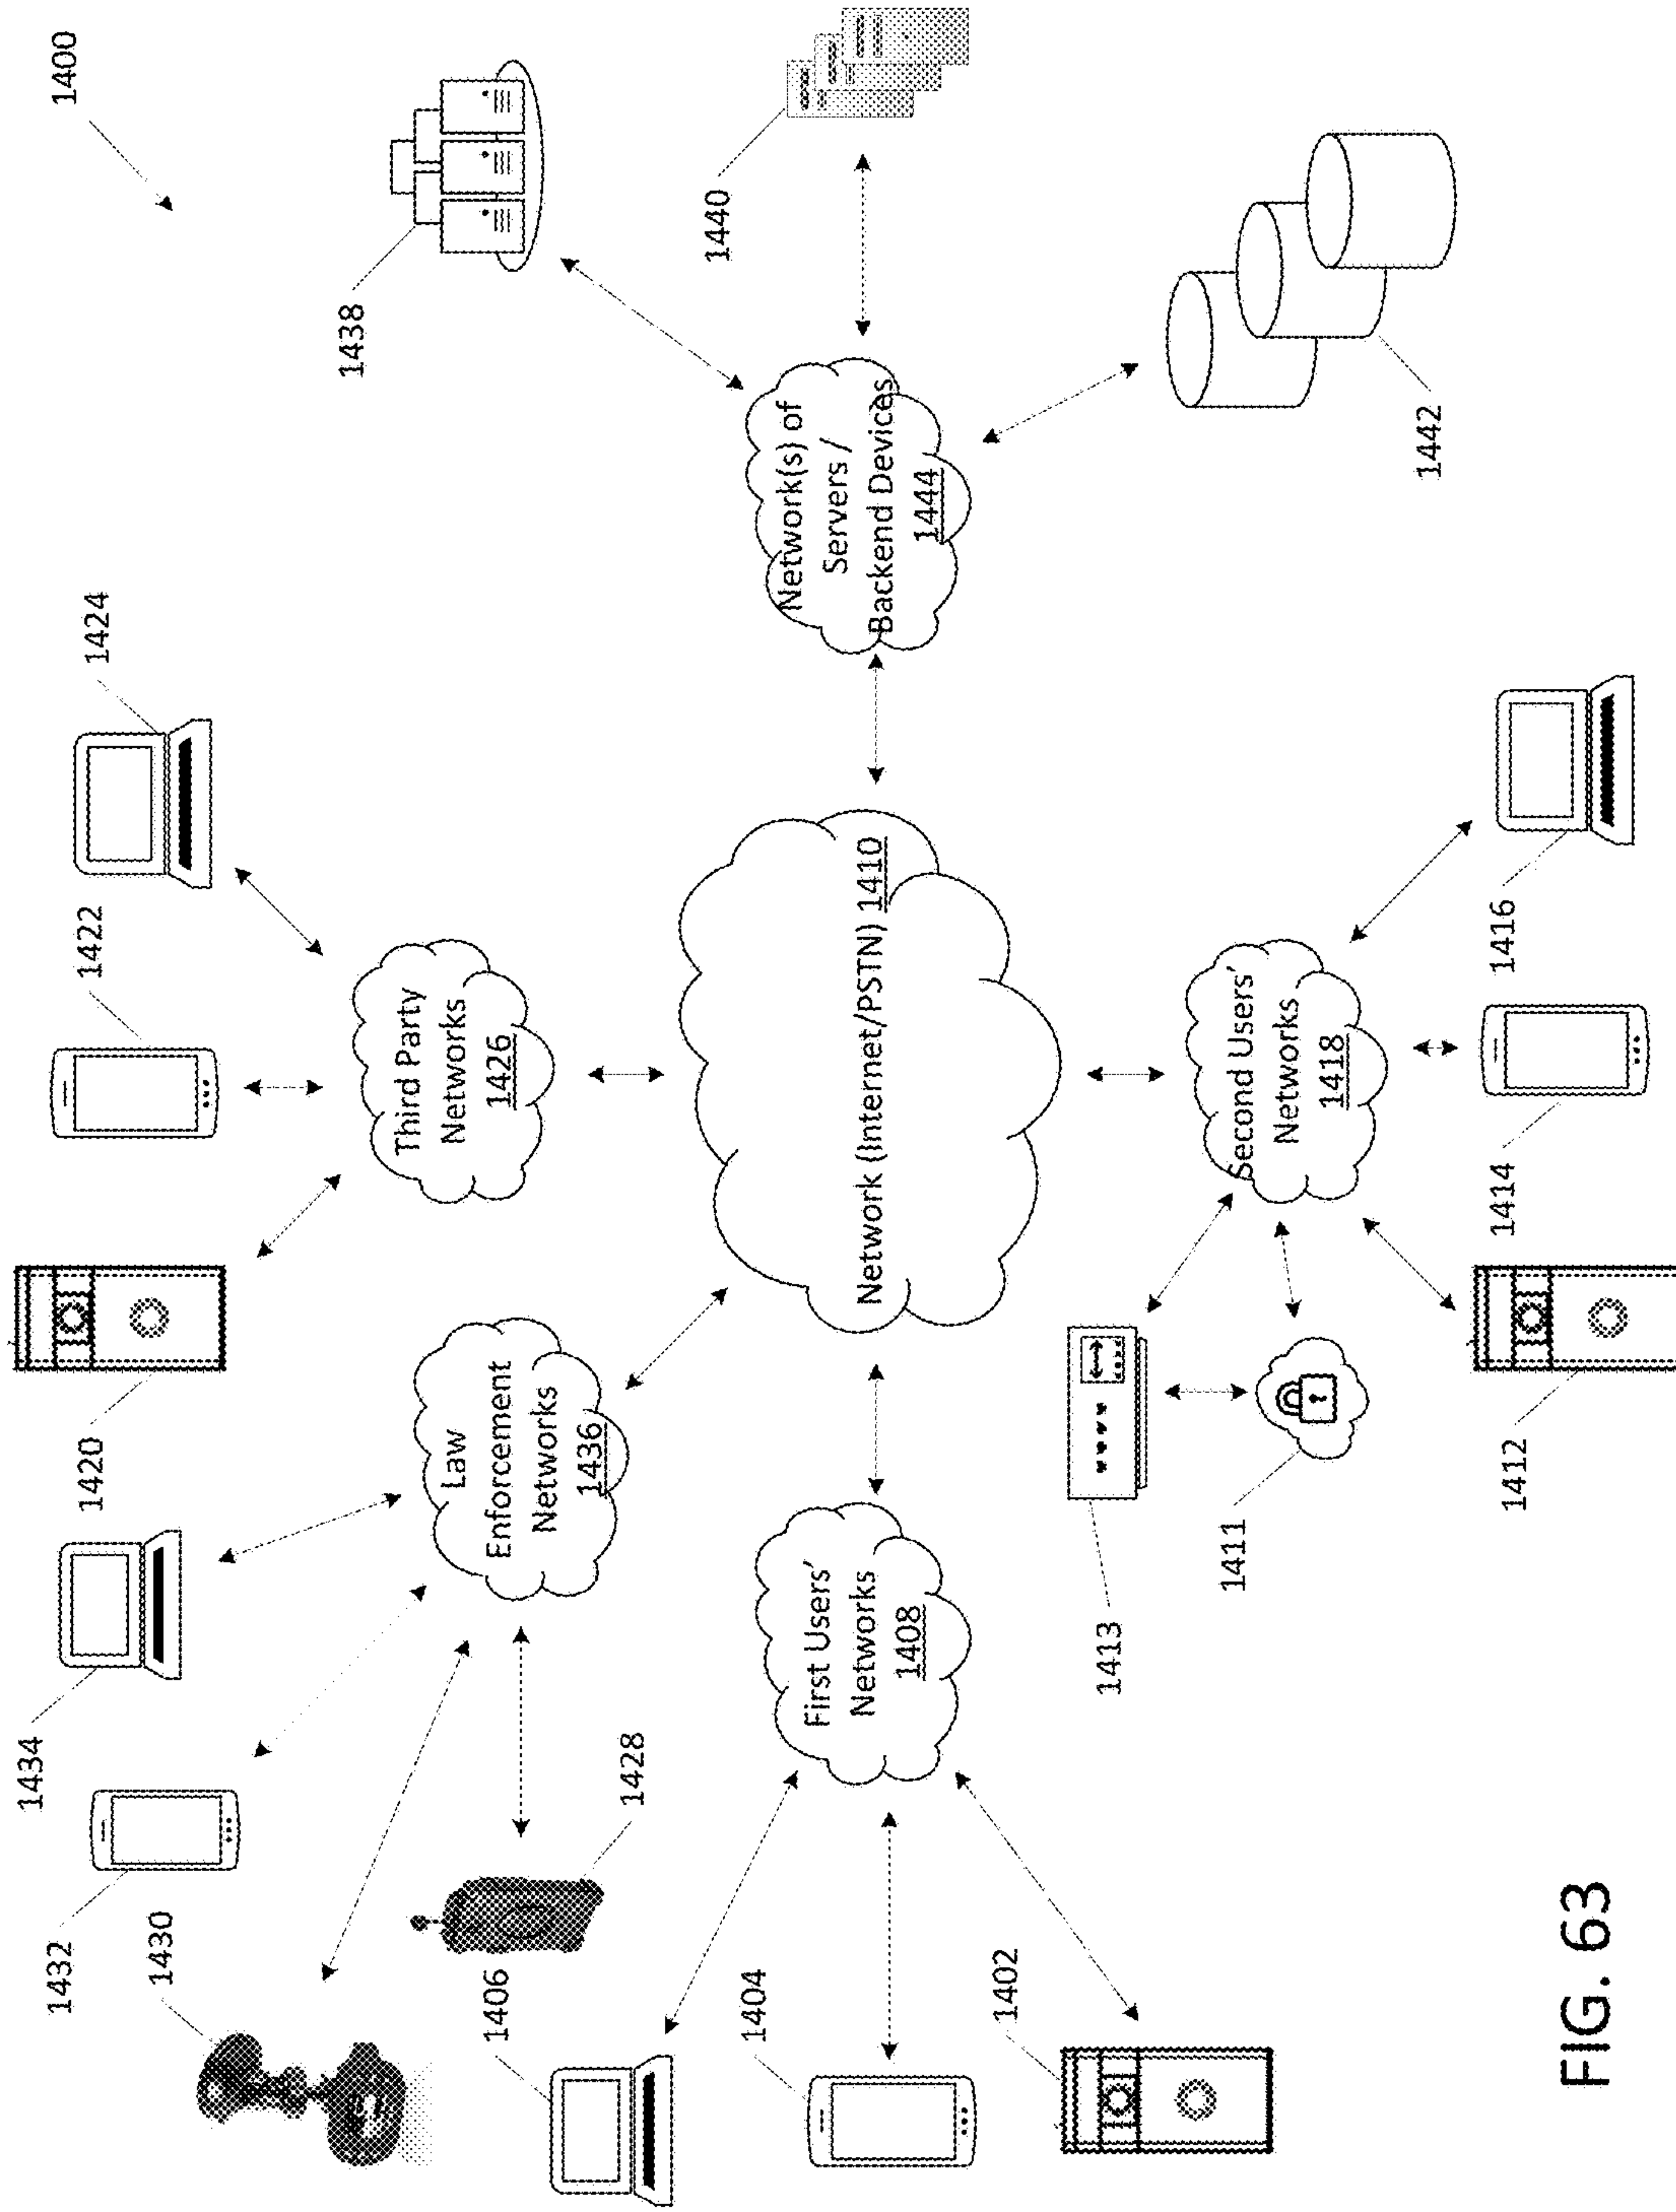 1400
1438
1440
1442
Network(s) of
Servers /
Backend Devices
1444
1424
1422
1420
Third Party
Networks
1426
1434
1432
1430
1428
Law
Enforcement
Networks
1436
Network (Internet/PSTN) 1410
1406
1404
1402
First Users'
Networks
1408
Second Users'
Networks
1418
1413
1411
1412
1414
1416
FIG. 63